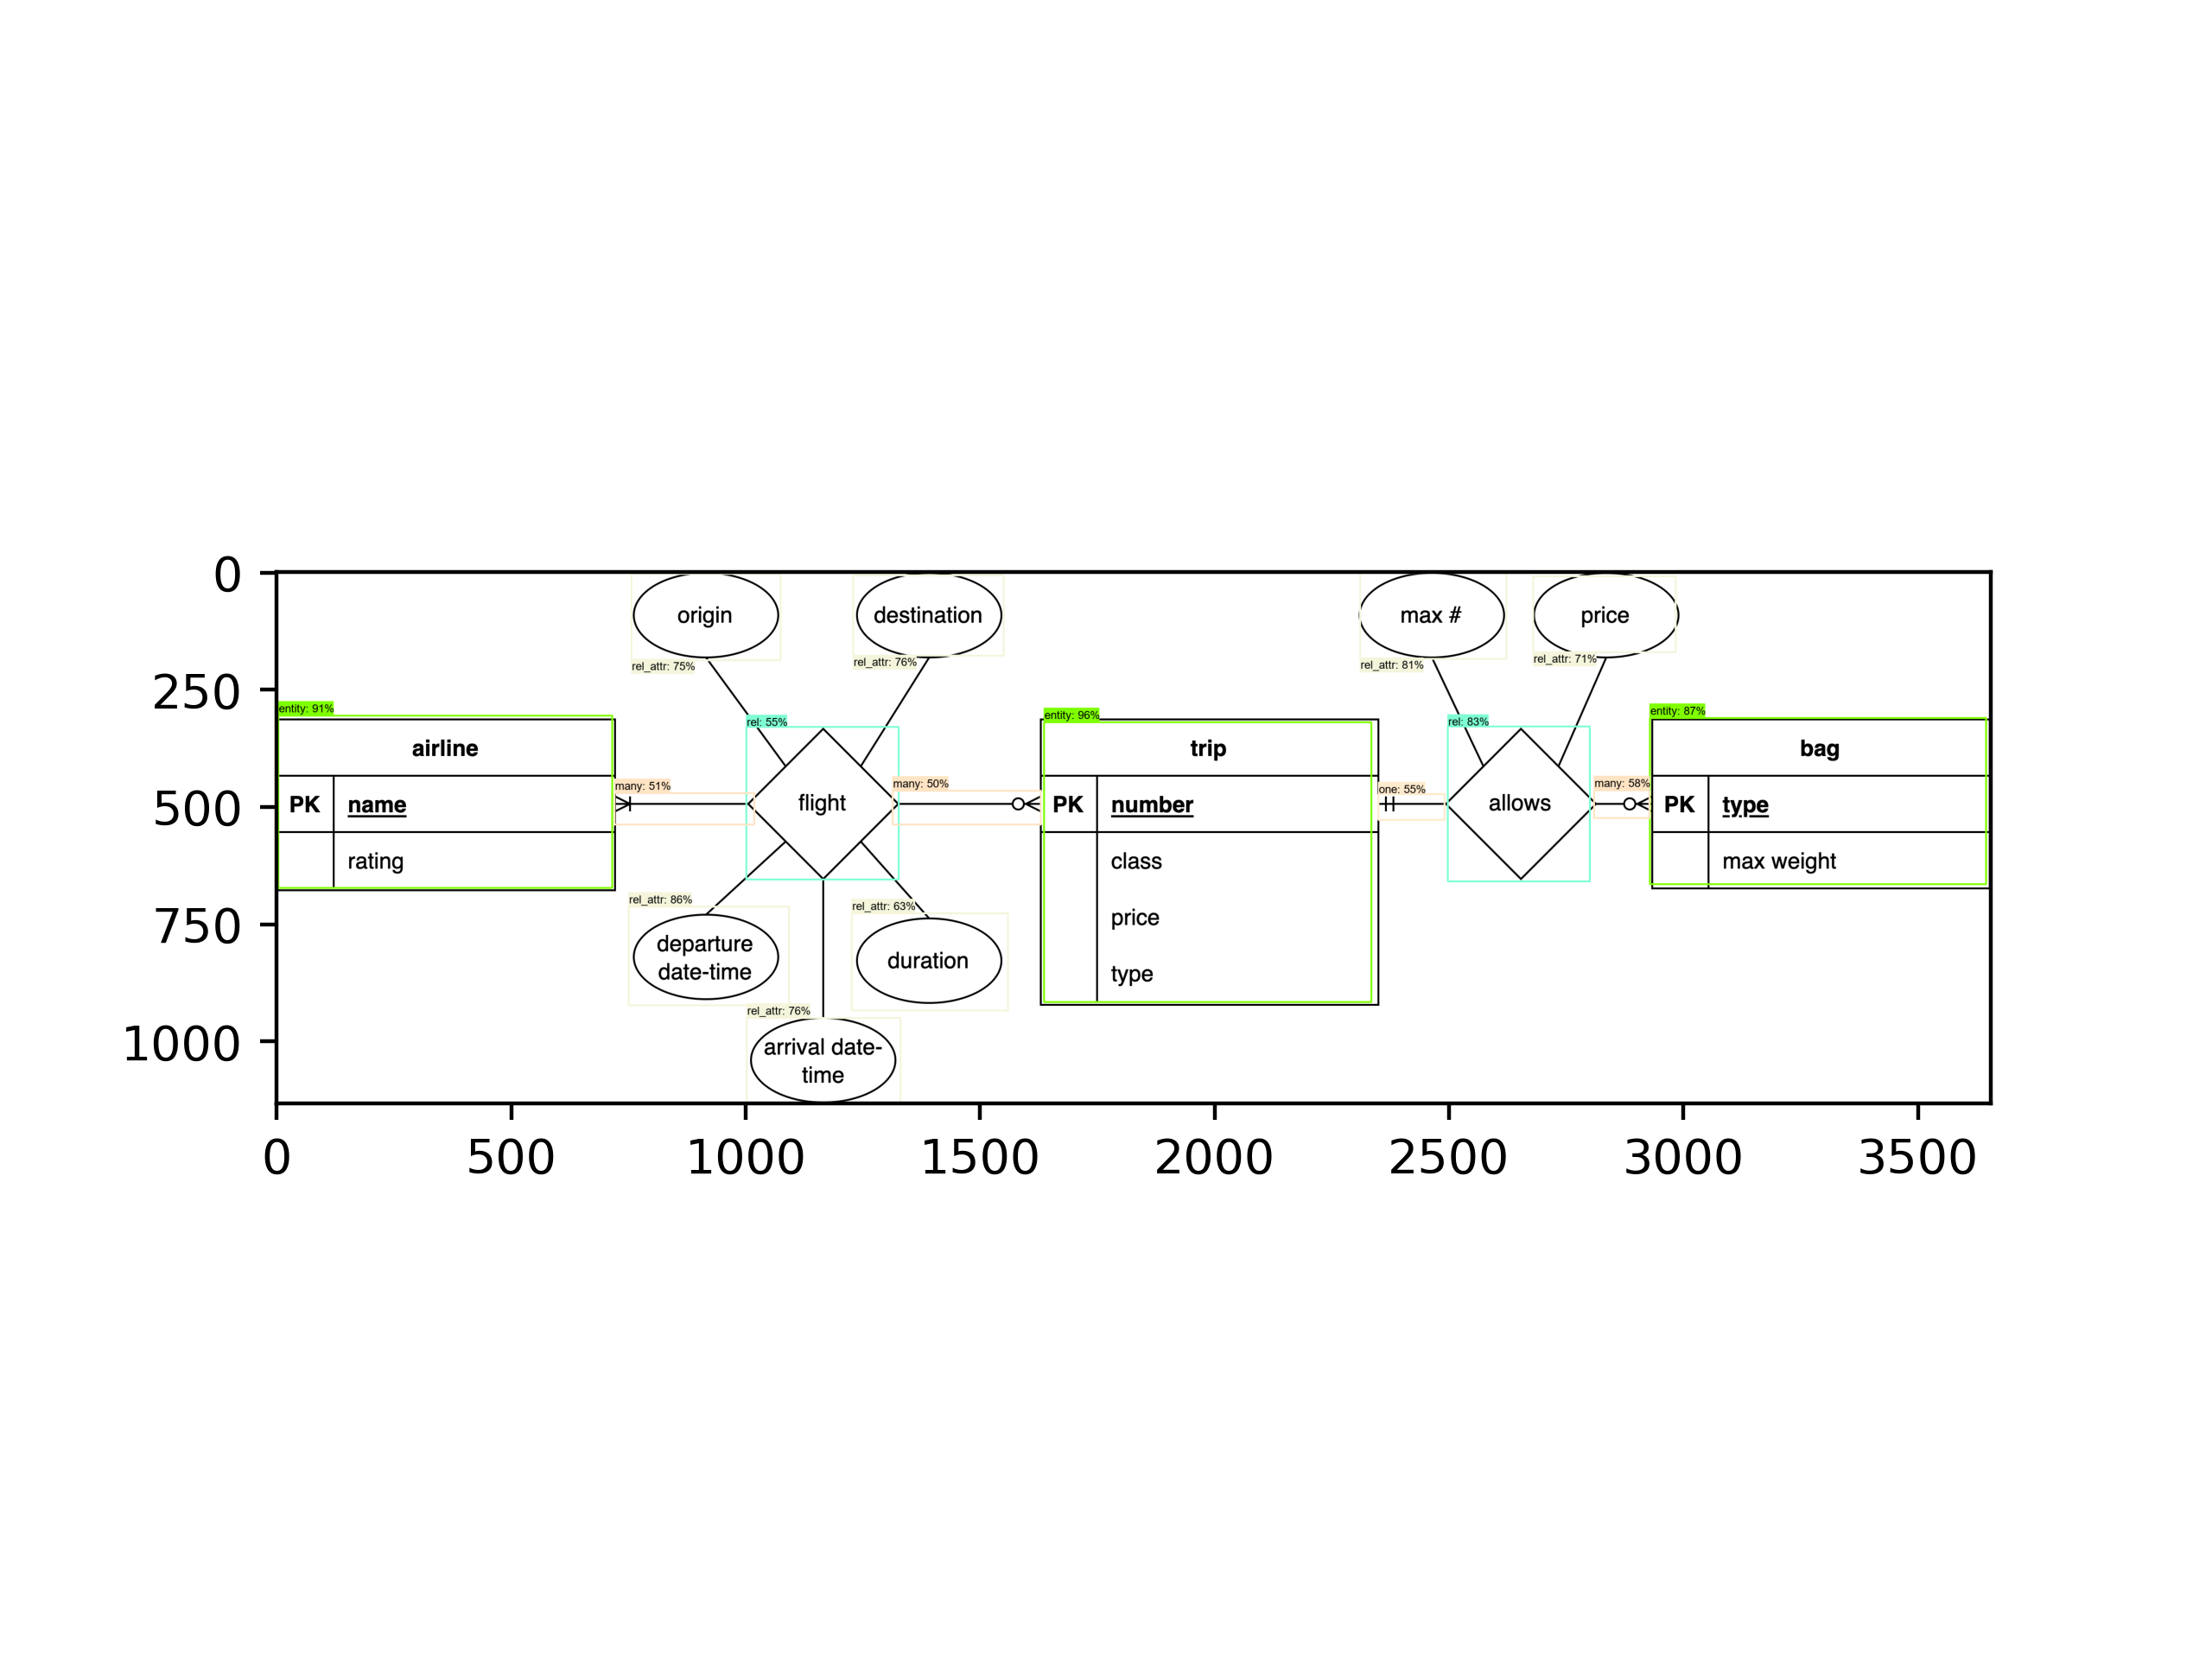 0
250
500
750
1000
origin
destination
max #
price
rel_attr: 75%
rel_attr: 76%
rel_attr: 81%
rel_attr: 71%
entity: 91%
rel: 55%
entity: 96%
rel: 83%
entity: 87%
airline
trip
bag
many: 51%
many: 50%
one: 55%
many: 58%
PK
name
flight
PK
number
allows
PK
type
rating
class
max weight
price
type
rel_attr: 86%
rel_attr: 63%
departure
date-time
duration
rel_attr: 76%
arrival date-
time
0
500
1000
1500
2000
2500
3000
3500